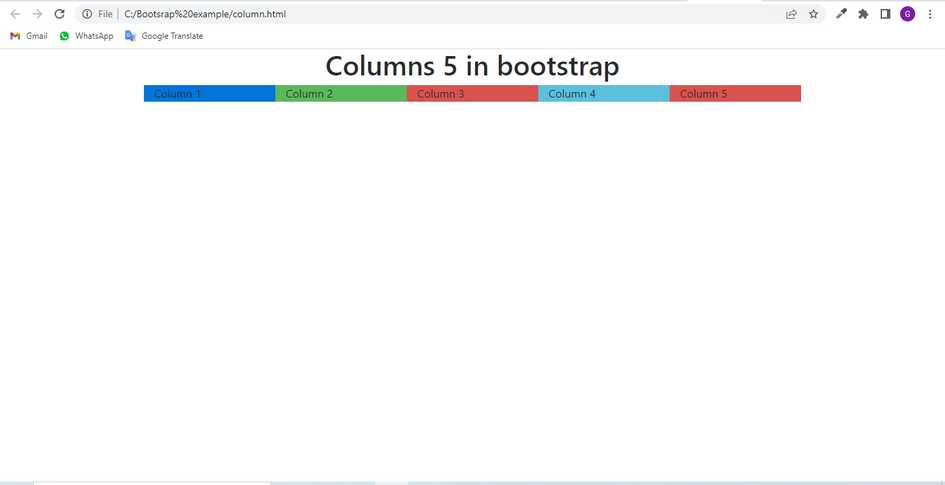 File C:/Bootsrap%20example/column.html
G
Gmail WhatsApp Google Translate
Columns 5 in bootstrap
Column 1 Column 2 Column 3 Column 4 Column 5